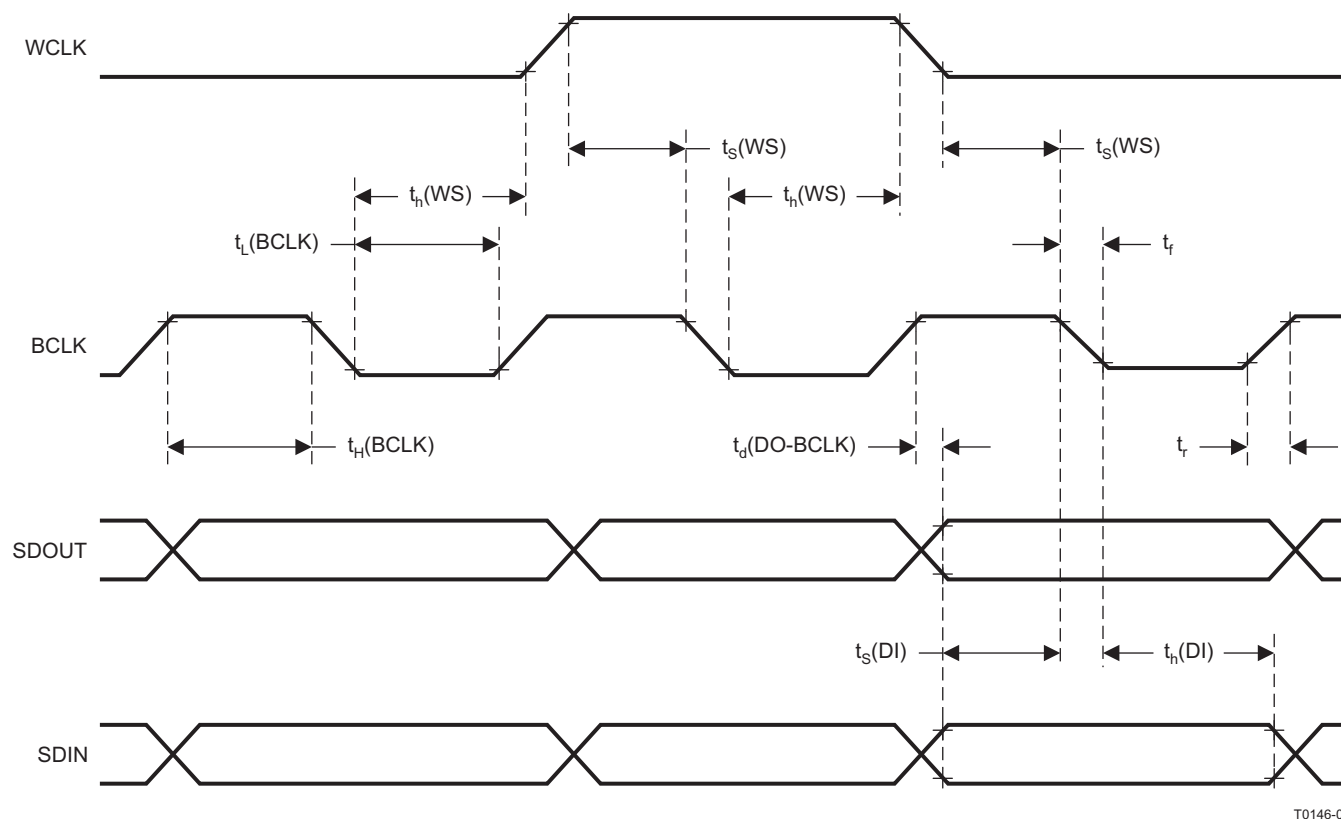 WCLK
tS(WS) tS(WS)
th(WS) th(WS)
tL(BCLK) tf
BCLK
tH(BCLK) td(DO-BCLK) tr
SDOUT
tS(DI) th(DI)
SDIN